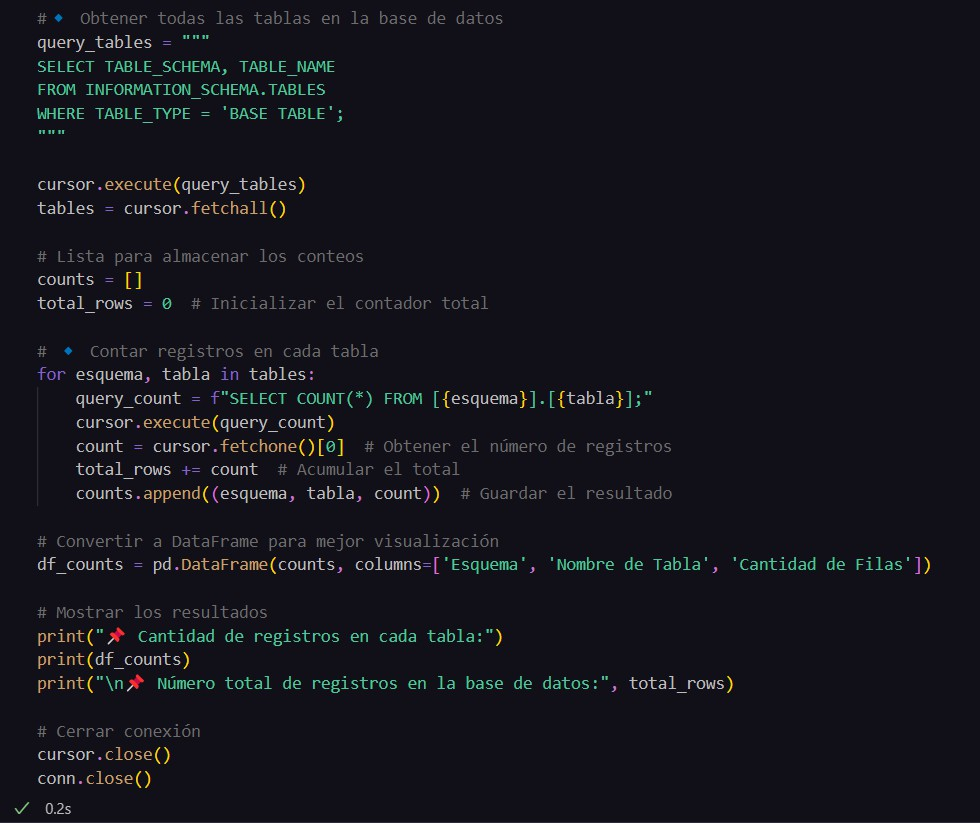 #🔹 Obtener todas las tablas en la base de datos
query_tables = """
SELECT TABLE_SCHEMA, TABLE_NAME
FROM INFORMATION_SCHEMA.TABLES
WHERE TABLE_TYPE = 'BASE TABLE';
"""
cursor.execute(query_tables)
tables = cursor.fetchall()
# Lista para almacenar los conteos
counts = []
total_rows = 0  # Inicializar el contador total
# 🔹 Contar registros en cada tabla
for esquema, tabla in tables:
    query_count = f"SELECT COUNT(*) FROM [{esquema}].[{tabla}];"
    cursor.execute(query_count)
    count = cursor.fetchone()[0]  # Obtener el número de registros
    total_rows += count  # Acumular el total
    counts.append((esquema, tabla, count))  # Guardar el resultado
# Convertir a DataFrame para mejor visualización
df_counts = pd.DataFrame(counts, columns=['Esquema', 'Nombre de Tabla', 'Cantidad de Filas'])
# Mostrar los resultados
print("📌 Cantidad de registros en cada tabla:")
print(df_counts)
print("\n📌 Número total de registros en la base de datos:", total_rows)
# Cerrar conexión
cursor.close()
conn.close()
✓ 0.2s